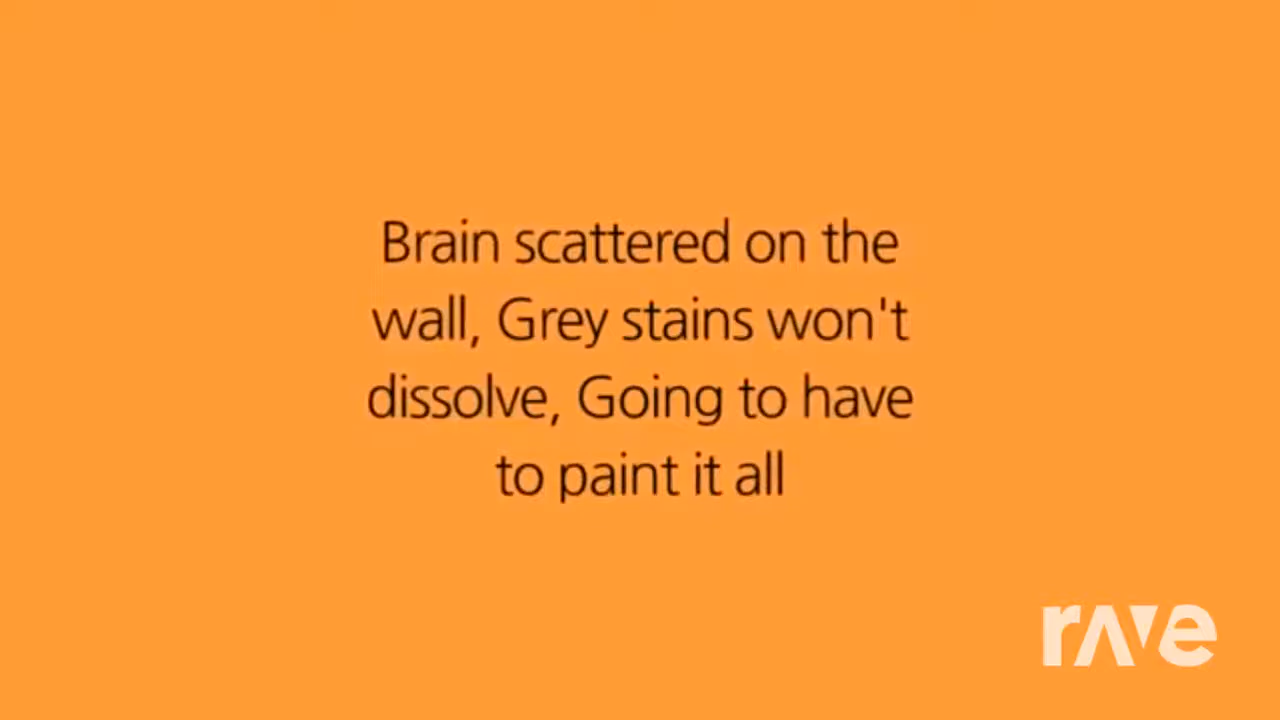 Brain scattered on the
wall, Grey stains won't
dissolve, Going to have
to paint it all
rave